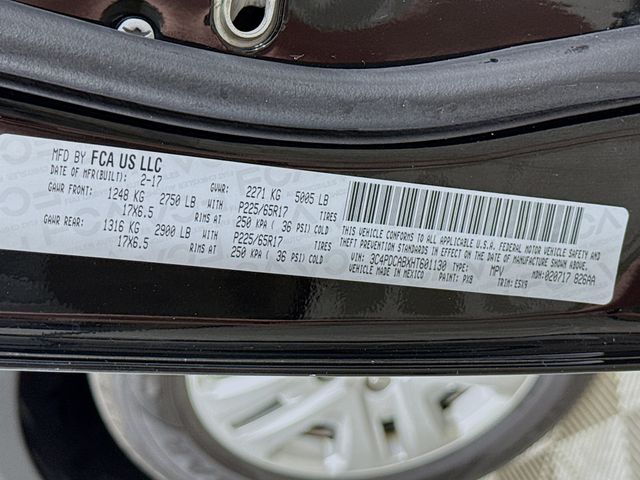 MFD BY FCA US LLC
DATE OF MFR(BUILT): 2-17 GVWR: 2271 KG 5005 LB
GAWR FRONT: 1248 KG 2750 LB WITH P225/65R17 TIRES
17X6.5 RIMS AT 250 KPA ( 36 PSI) COLD
GAWR REAR: 1316 KG 2900 LB WITH P225/65R17 TIRES
17X6.5 RIMS AT 250 KPA ( 36 PSI) COLD
THIS VEHICLE CONFORMS TO ALL APPLICABLE U.S.A. FEDERAL MOTOR VEHICLE SAFETY AND
THEFT PREVENTION STANDARDS IN EFFECT ON THE DATE OF MANUFACTURE SHOWN ABOVE.
VIN: 3C4PDCABXHT601130 TYPE: MPV MDH: 020717 826AA
VEHICLE MADE IN MEXICO PAINT: PX8 TRIM: ESX9